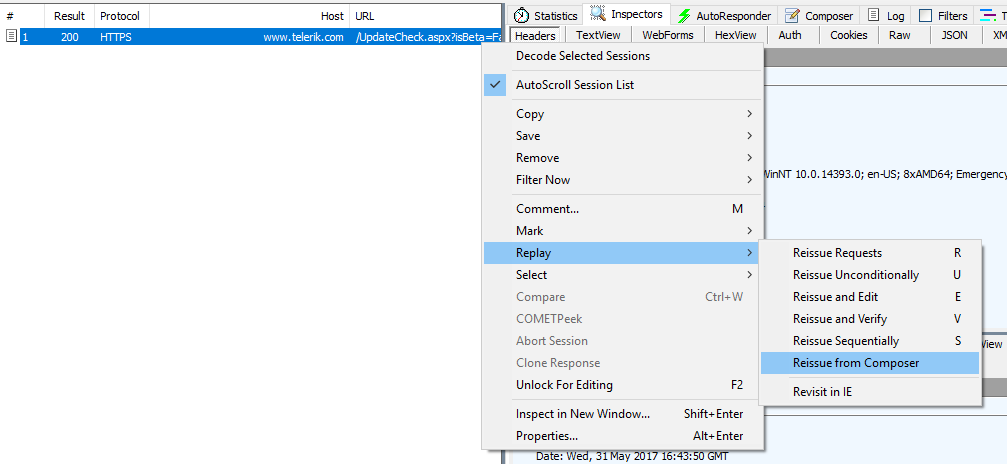 # Result Protocol Host URL
1 200 HTTPS www.telerik.com /UpdateCheck.aspx?isBeta=Fa
Statistics Inspectors AutoResponder Composer Log Filters T
Headers TextView WebForms HexView Auth Cookies Raw JSON XM
Decode Selected Sessions
AutoScroll Session List
Copy
Save
Remove
Filter Now
WinNT 10.0.14393.0; en-US; 8xAMD64; Emergency
Comment... M
Mark
Replay
Select
Compare Ctrl+W
COMETPeek
Abort Session
Clone Response
Unlock For Editing F2
Inspect in New Window... Shift+Enter
Properties... Alt+Enter
Reissue Requests R
Reissue Unconditionally U
Reissue and Edit E
Reissue and Verify V
Reissue Sequentially S
Reissue from Composer
Revisit in IE
View
Date: Wed, 31 May 2017 16:43:50 GMT